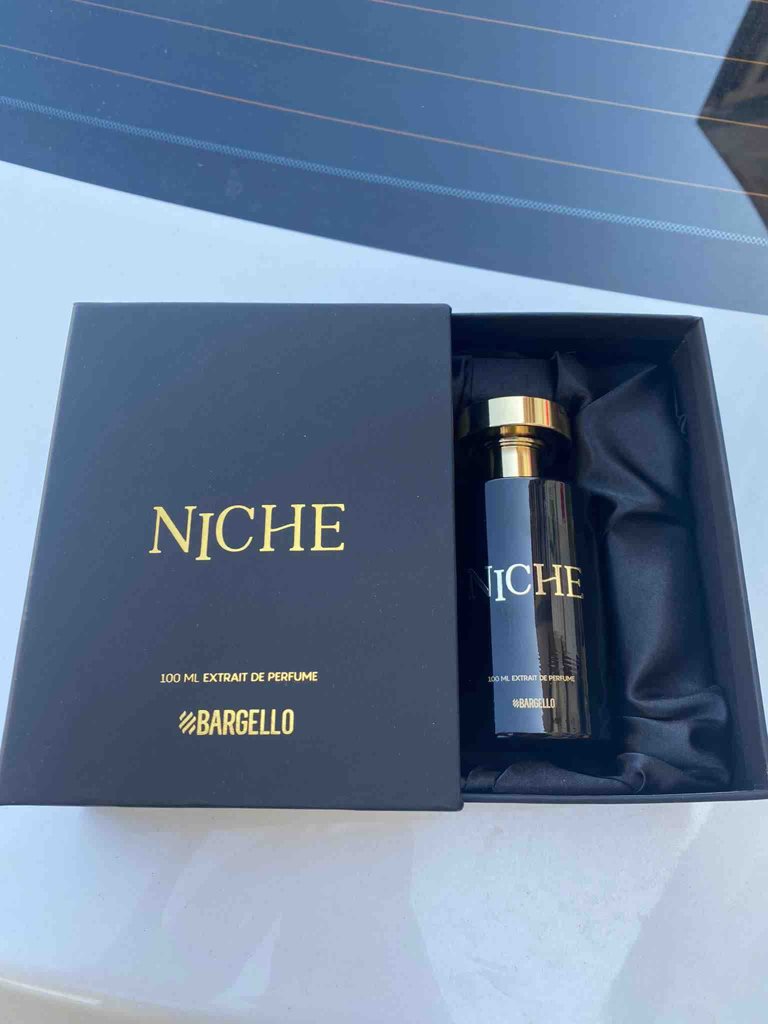 NICHE
100 ML EXTRAIT DE PERFUME
BARGELLO
NICHE
100 ML EXTRAIT DE PERFUME
BARGELLO